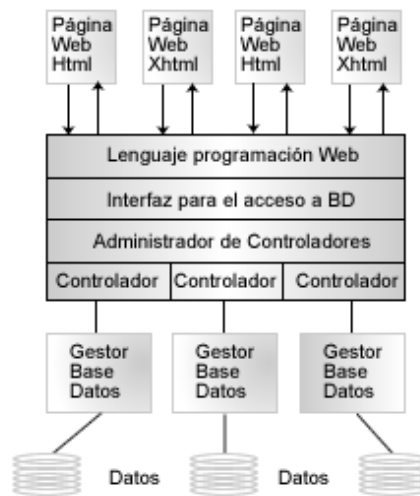 Página
Web
Html
Página
Web
Xhtml
Página
Web
Html
Página
Web
Xhtml
Lenguaje programación Web
Interfaz para el acceso a BD
Administrador de Controladores
Controlador
Controlador
Controlador
Gestor
Base
Datos
Gestor
Base
Datos
Gestor
Base
Datos
Datos
Datos